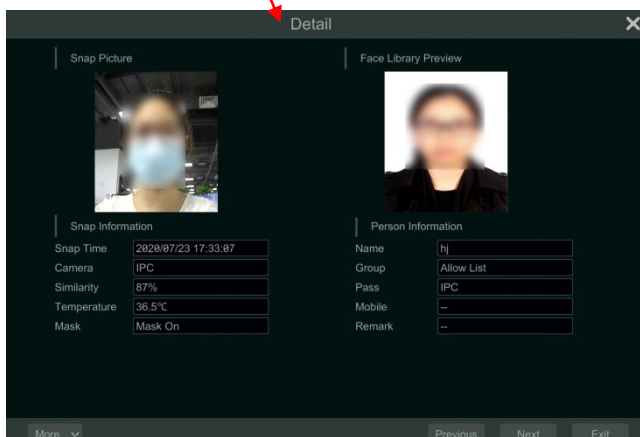 Detail
Snap Picture
Face Library Preview
Snap Information
Person Information
Snap Time 2020/07/23 17:33:07
Name hj
Camera IPC
Group Allow List
Similarity 87%
Pass IPC
Temperature 36.5°C
Mobile --
Mask Mask On
Remark --
More
Previous
Next
Exit